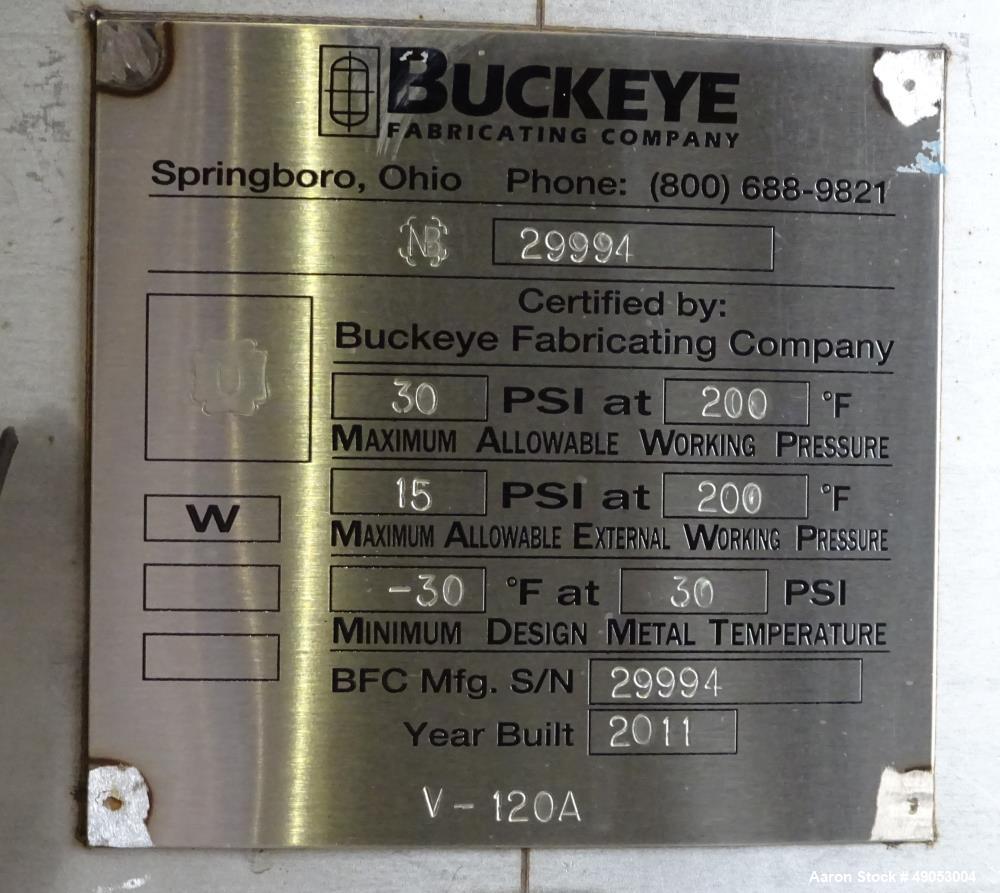 BUCKEYE
FABRICATING COMPANY
Springboro, Ohio Phone: (800) 688-9821
NB 29994
Certified by:
Buckeye Fabricating Company
U
30 PSI at 200 °F
MAXIMUM ALLOWABLE WORKING PRESSURE
15 PSI at 200 °F
W
MAXIMUM ALLOWABLE EXTERNAL WORKING PRESSURE
-30 °F at 30 PSI
MINIMUM DESIGN METAL TEMPERATURE
BFC Mfg. S/N 29994
Year Built 2011
V-120A
Aaron Stock # 49053004